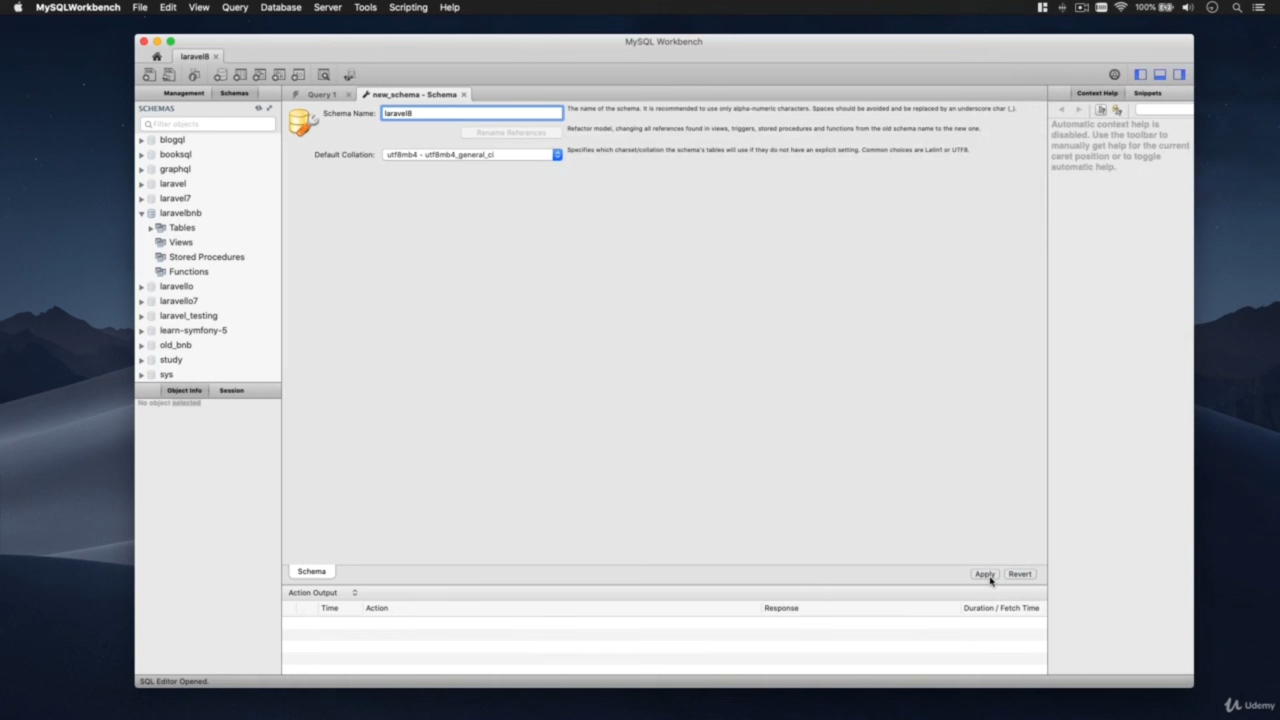 MySQLWorkbench File Edit View Query Database Server Tools Scripting Help 100%
MySQL Workbench
laravel8
Management Schemas
Query 1 new_schema - Schema
Context Help Snippets
SCHEMAS
Filter objects
blogql
booksql
graphql
laravel
laravel7
laravelbnb
Tables
Views
Stored Procedures
Functions
laravello
laravello7
laravel_testing
learn-symfony-5
old_bnb
study
sys
Object Info Session
No object selected
Schema Name: laravel8
The name of the schema. It is recommended to use only alpha-numeric characters. Spaces should be avoided and be replaced by an underscore char (_).
Rename References
Refactor model, changing all references found in views, triggers, stored procedures and functions from the old schema name to the new one.
Default Collation: utf8mb4 - utf8mb4_general_ci
Specifies which charset/collation the schema's tables will use if they do not have an explicit setting. Common choices are Latin1 or UTF8.
Automatic context help is
disabled. Use the toolbar to
manually get help for the current
caret position or to toggle
automatic help.
Schema
Apply Revert
Action Output
Time Action Response Duration / Fetch Time
SQL Editor Opened.
Udemy